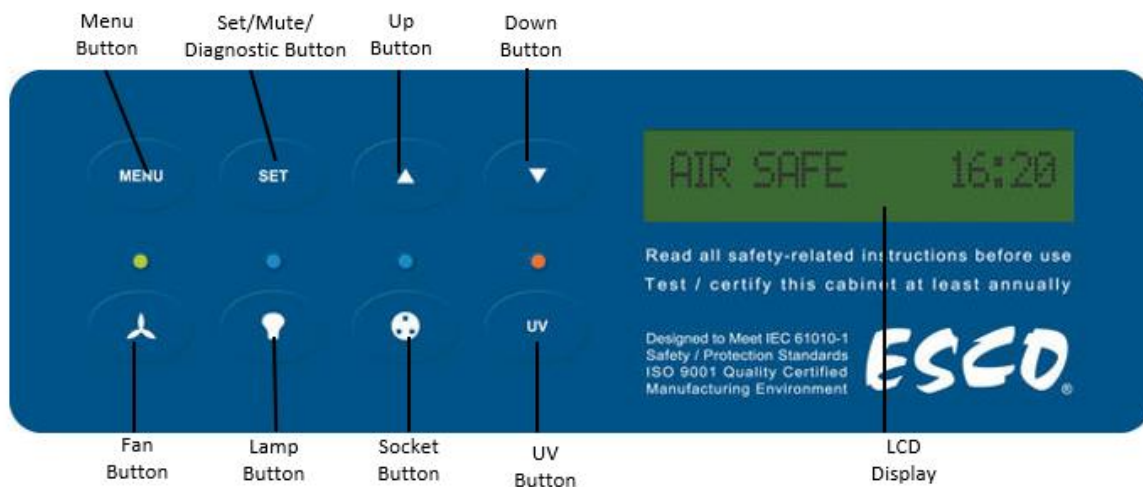 Menu
Button
Set/Mute/
Diagnostic Button
Up
Button
Down
Button
MENU
SET
AIR SAFE 16:20
Read all safety-related instructions before use
Test / certify this cabinet at least annually
UV
Designed to Meet IEC 61010-1
Safety / Protection Standards
ISO 9001 Quality Certified
Manufacturing Environment
ESCO®
Fan
Button
Lamp
Button
Socket
Button
UV
Button
LCD
Display